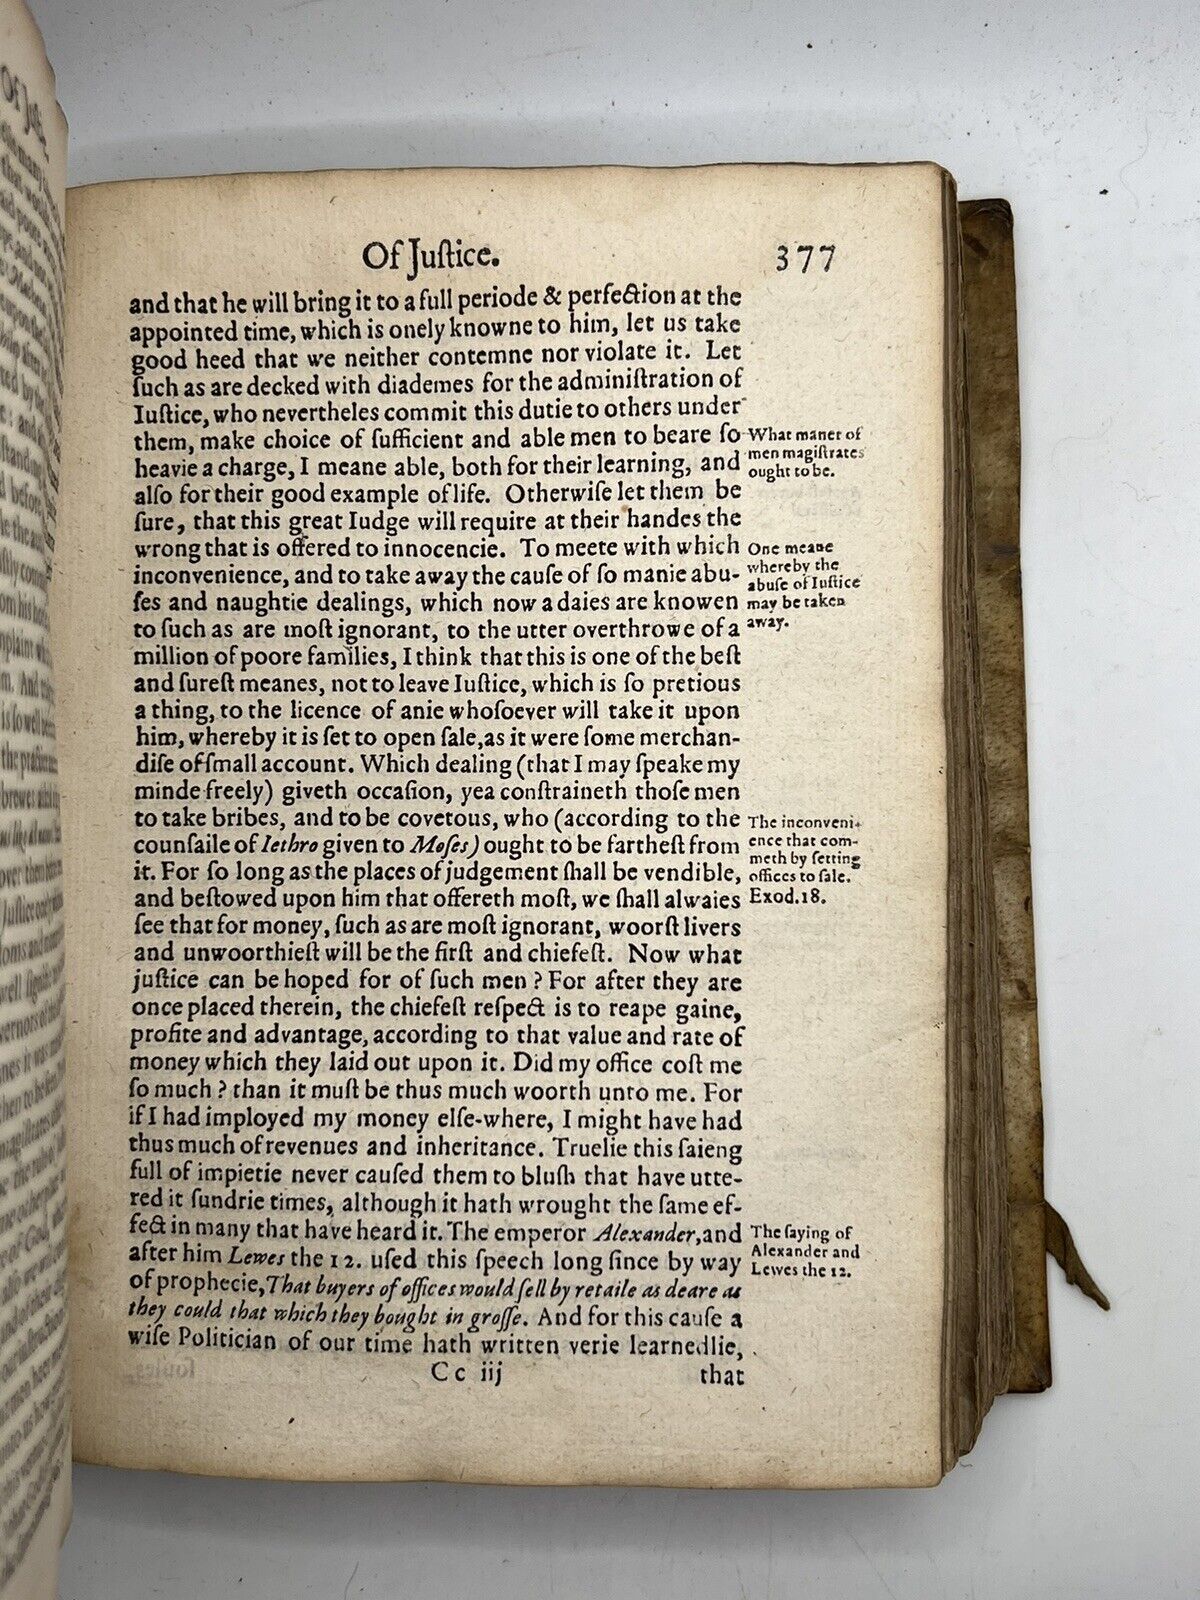 Of Juſtice.
377
and that he will bring it to a full periode & perfection at the
appointed time, which is onely knowne to him, let us take
good heed that we neither contemne nor violate it. Let
ſuch as are decked with diademes for the adminiſtration of
Iuſtice, who nevertheles commit this dutie to others under
them, make choice of ſufficient and able men to beare ſo
heavie a charge, I meane able, both for their learning, and
alſo for their good example of life. Otherwiſe let them be
ſure, that this great Iudge will require at their handes the
wrong that is offered to innocencie. To meete with which
inconvenience, and to take away the cauſe of ſo manie abu-
ſes and naughtie dealings, which now a daies are knowen
to ſuch as are moſt ignorant, to the utter overthrowe of a
million of poore families, I think that this is one of the beſt
and ſureſt meanes, not to leave Iuſtice, which is ſo pretious
a thing, to the licence of anie whoſoever will take it upon
him, whereby it is ſet to open ſale, as it were ſome merchan-
diſe of ſmall account. Which dealing (that I may ſpeake my
minde freely) giveth occaſion, yea conſtraineth thoſe men
to take bribes, and to be covetous, who (according to the
counſaile of Iethro given to Moſes) ought to be fartheſt from
it. For ſo long as the places of judgement ſhall be vendible,
and beſtowed upon him that offereth moſt, we ſhall alwaies
ſee that for money, ſuch as are moſt ignorant, woorſt livers
and unwoorthieſt will be the firſt and chiefeſt. Now what
juſtice can be hoped for of ſuch men? For after they are
once placed therein, the chiefeſt reſpect is to reape gaine,
profite and advantage, according to that value and rate of
money which they laid out upon it. Did my office coſt me
ſo much? than it muſt be thus much woorth unto me. For
if I had imployed my money elſe-where, I might have had
thus much of revenues and inheritance. Truelie this ſaieng
full of impietie never cauſed them to bluſh that have utte-
red it ſundrie times, although it hath wrought the ſame ef-
fect in many that have heard it. The emperor Alexander, and
after him Lewes the 12. uſed this ſpeech long ſince by way
of prophecie, That buyers of offices would ſell by retaile as deare as
they could that which they bought in groſſe. And for this cauſe a
wiſe Politician of our time hath written verie learnedlie,
Cc iij
that
What maner of
men magiſtrates
ought to be.
One meane
whereby the
abuſe of Iuſtice
may be taken
away.
The inconveni-
ence that com-
meth by ſetting
offices to ſale.
Exod.18.
The ſaying of
Alexander and
Lewes the 12.